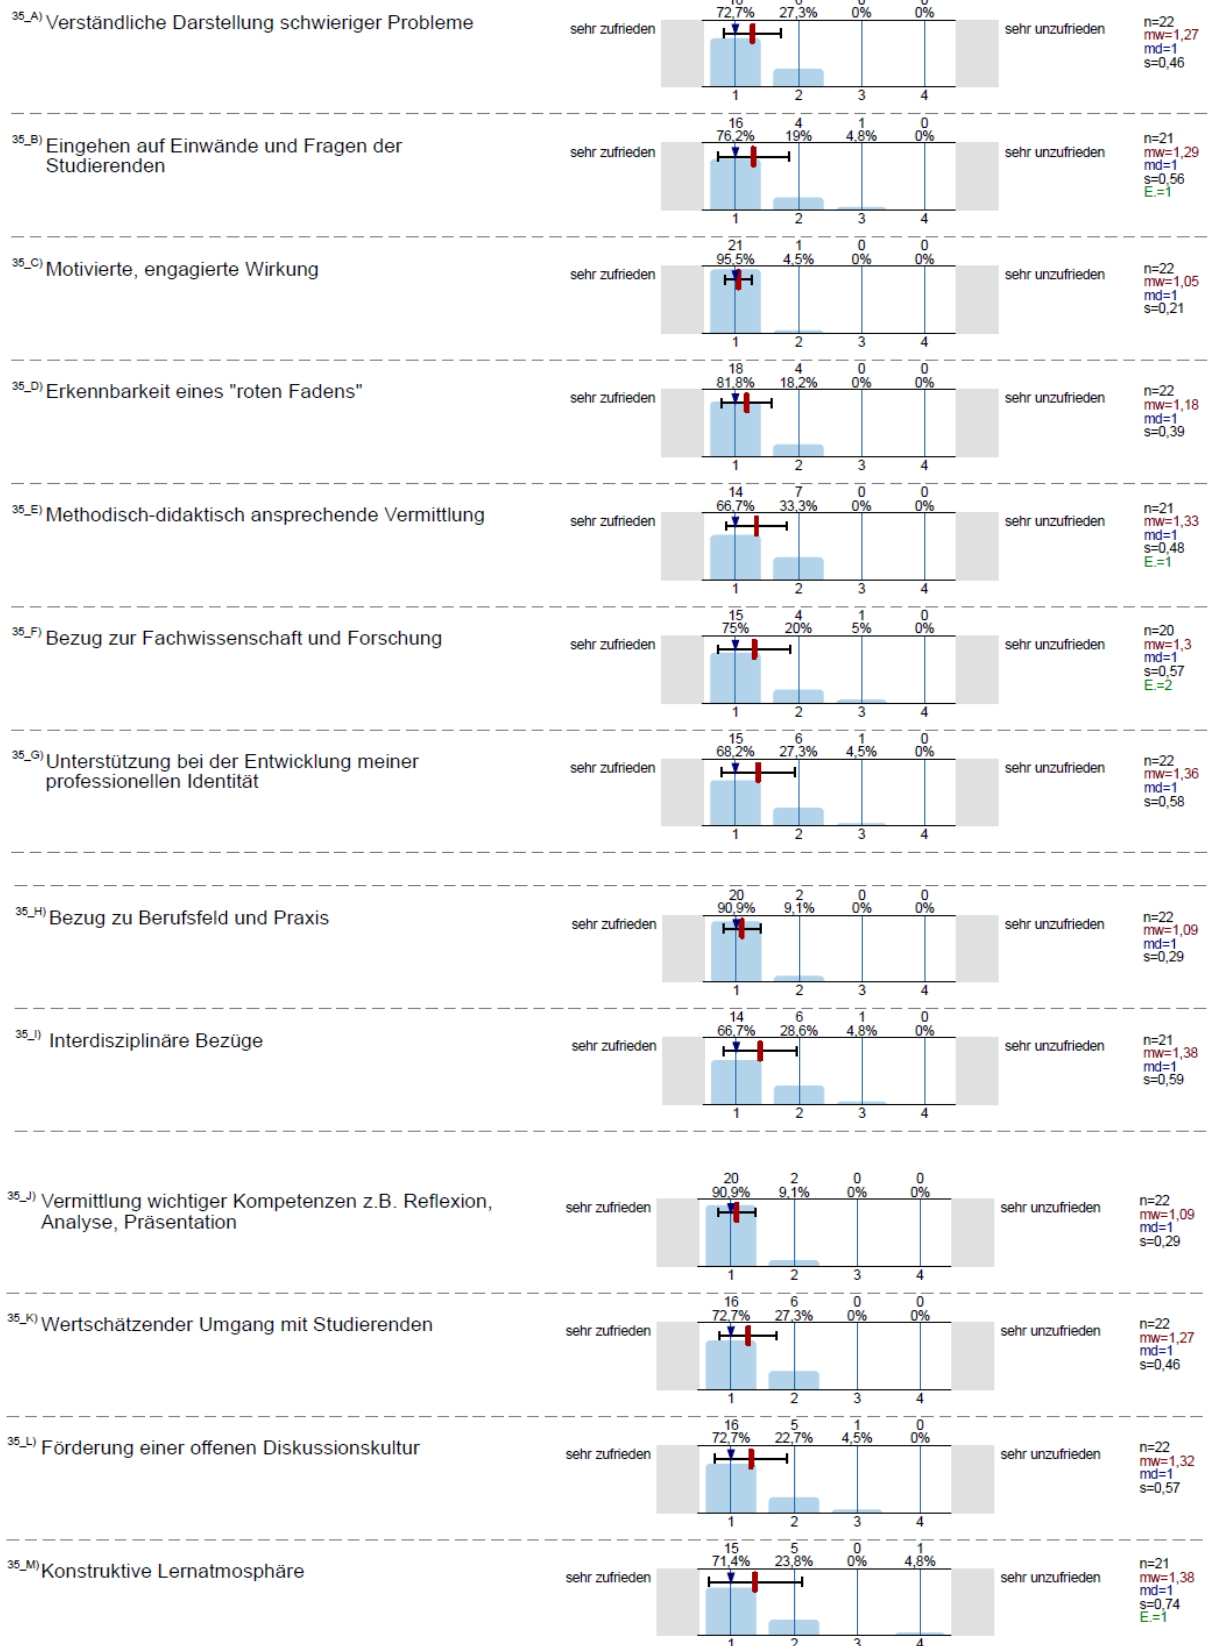 16 6 0 0
72,7% 27,3% 0% 0%
35_A) Verständliche Darstellung schwieriger Probleme
sehr zufrieden
sehr unzufrieden
n=22
mw=1,27
md=1
s=0,46
1 2 3 4
16 4 1 0
76,2% 19% 4,8% 0%
35_B) Eingehen auf Einwände und Fragen der
Studierenden
sehr zufrieden
sehr unzufrieden
n=21
mw=1,29
md=1
s=0,56
E.=1
1 2 3 4
21 1 0 0
95,5% 4,5% 0% 0%
35_C) Motivierte, engagierte Wirkung
sehr zufrieden
sehr unzufrieden
n=22
mw=1,05
md=1
s=0,21
1 2 3 4
18 4 0 0
81,8% 18,2% 0% 0%
35_D) Erkennbarkeit eines "roten Fadens"
sehr zufrieden
sehr unzufrieden
n=22
mw=1,18
md=1
s=0,39
1 2 3 4
14 7 0 0
66,7% 33,3% 0% 0%
35_E) Methodisch-didaktisch ansprechende Vermittlung
sehr zufrieden
sehr unzufrieden
n=21
mw=1,33
md=1
s=0,48
E.=1
1 2 3 4
15 4 1 0
75% 20% 5% 0%
35_F) Bezug zur Fachwissenschaft und Forschung
sehr zufrieden
sehr unzufrieden
n=20
mw=1,3
md=1
s=0,57
E.=2
1 2 3 4
15 6 1 0
68,2% 27,3% 4,5% 0%
35_G) Unterstützung bei der Entwicklung meiner
professionellen Identität
sehr zufrieden
sehr unzufrieden
n=22
mw=1,36
md=1
s=0,58
1 2 3 4
20 2 0 0
90,9% 9,1% 0% 0%
35_H) Bezug zu Berufsfeld und Praxis
sehr zufrieden
sehr unzufrieden
n=22
mw=1,09
md=1
s=0,29
1 2 3 4
14 6 1 0
66,7% 28,6% 4,8% 0%
35_I) Interdisziplinäre Bezüge
sehr zufrieden
sehr unzufrieden
n=21
mw=1,38
md=1
s=0,59
1 2 3 4
20 2 0 0
90,9% 9,1% 0% 0%
35_J) Vermittlung wichtiger Kompetenzen z.B. Reflexion,
Analyse, Präsentation
sehr zufrieden
sehr unzufrieden
n=22
mw=1,09
md=1
s=0,29
1 2 3 4
16 6 0 0
72,7% 27,3% 0% 0%
35_K) Wertschätzender Umgang mit Studierenden
sehr zufrieden
sehr unzufrieden
n=22
mw=1,27
md=1
s=0,46
1 2 3 4
16 5 1 0
72,7% 22,7% 4,5% 0%
35_L) Förderung einer offenen Diskussionskultur
sehr zufrieden
sehr unzufrieden
n=22
mw=1,32
md=1
s=0,57
1 2 3 4
15 5 0 1
71,4% 23,8% 0% 4,8%
35_M) Konstruktive Lernatmosphäre
sehr zufrieden
sehr unzufrieden
n=21
mw=1,38
md=1
s=0,74
E.=1
1 2 3 4